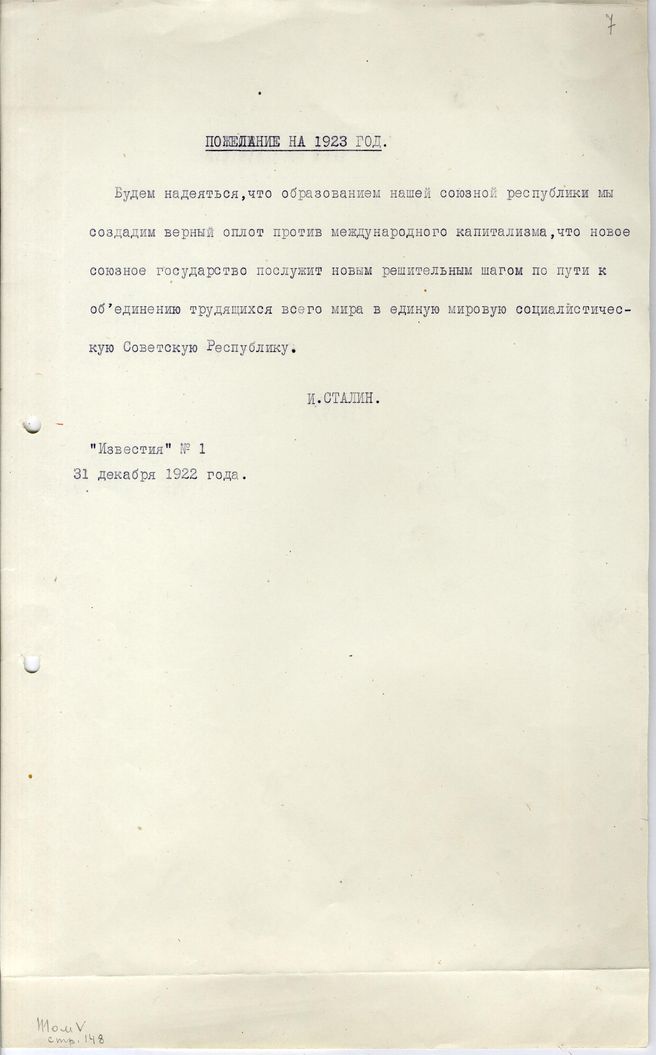 7
ПОЖЕЛАНИЕ НА 1923 ГОД.
Будем надеяться,что образованием нашей союзной республики мы
создадим верный оплот против международного капитализма,что новое
союзное государство послужит новым решительным шагом по пути к
об'единению трудящихся всего мира в единую мировую социалистичес-
кую Советскую Республику.
И.СТАЛИН.
"Известия" № 1
31 декабря 1922 года.
Том V
стр. 148